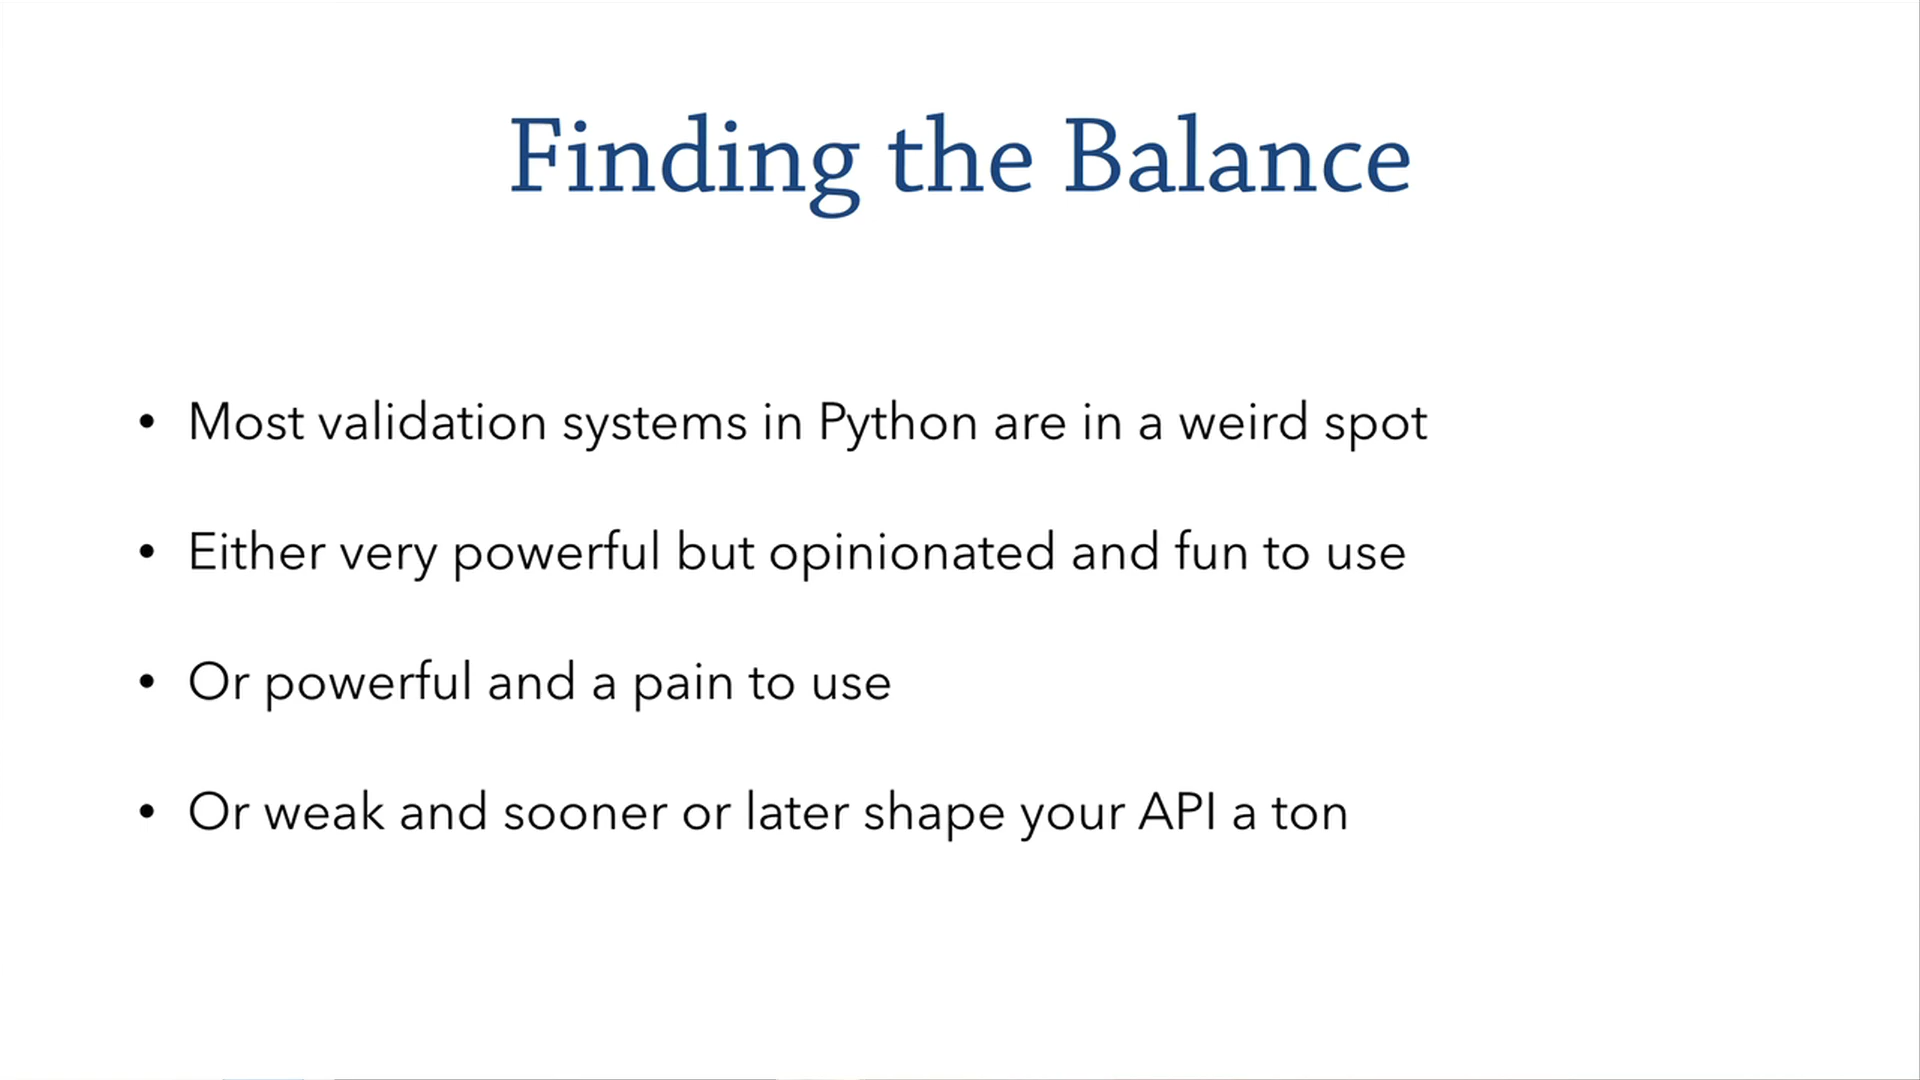 Finding the Balance
• Most validation systems in Python are in a weird spot
• Either very powerful but opinionated and fun to use
• Or powerful and a pain to use
• Or weak and sooner or later shape your API a ton